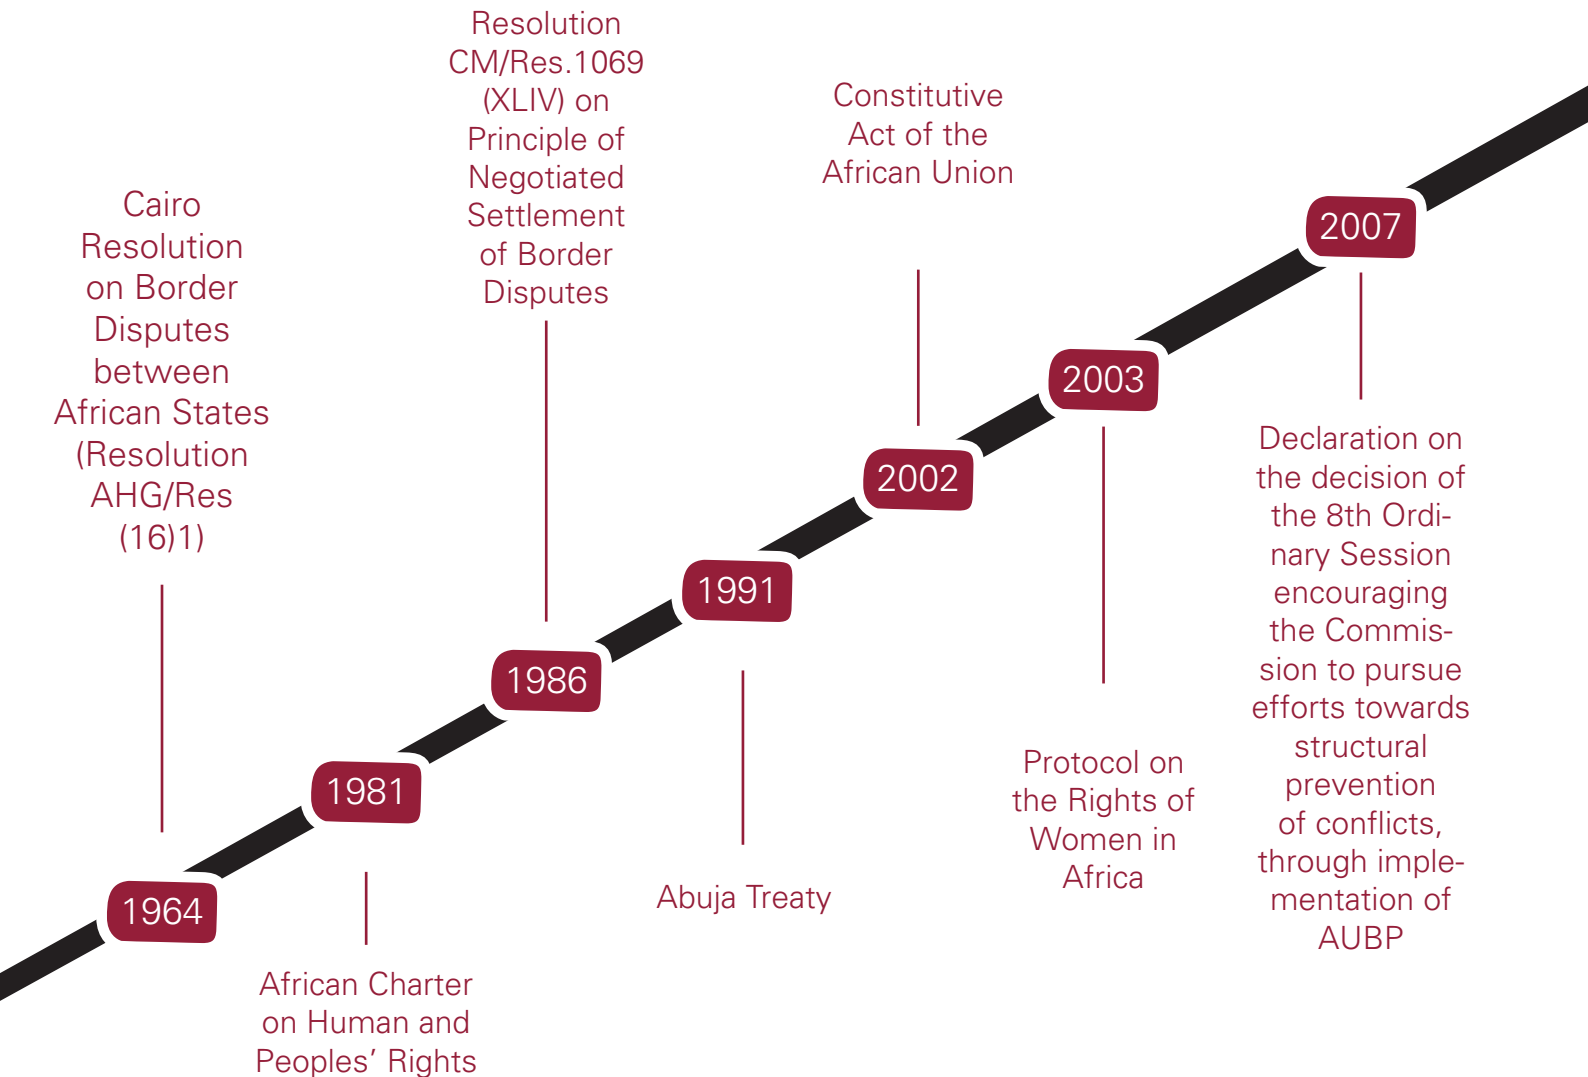 Cairo
Resolution
on Border
Disputes
between
African States
(Resolution
AHG/Res
(16)1)
1964
1981
African Charter
on Human and
Peoples’ Rights
Resolution
CM/Res.1069
(XLIV) on
Principle of
Negotiated
Settlement
of Border
Disputes
1986
1991
Abuja Treaty
Constitutive
Act of the
African Union
2002
2003
Protocol on
the Rights of
Women in
Africa
2007
Declaration on
the decision of
the 8th Ordi-
nary Session
encouraging
the Commis-
sion to pursue
efforts towards
structural
prevention
of conflicts,
through imple-
mentation of
AUBP